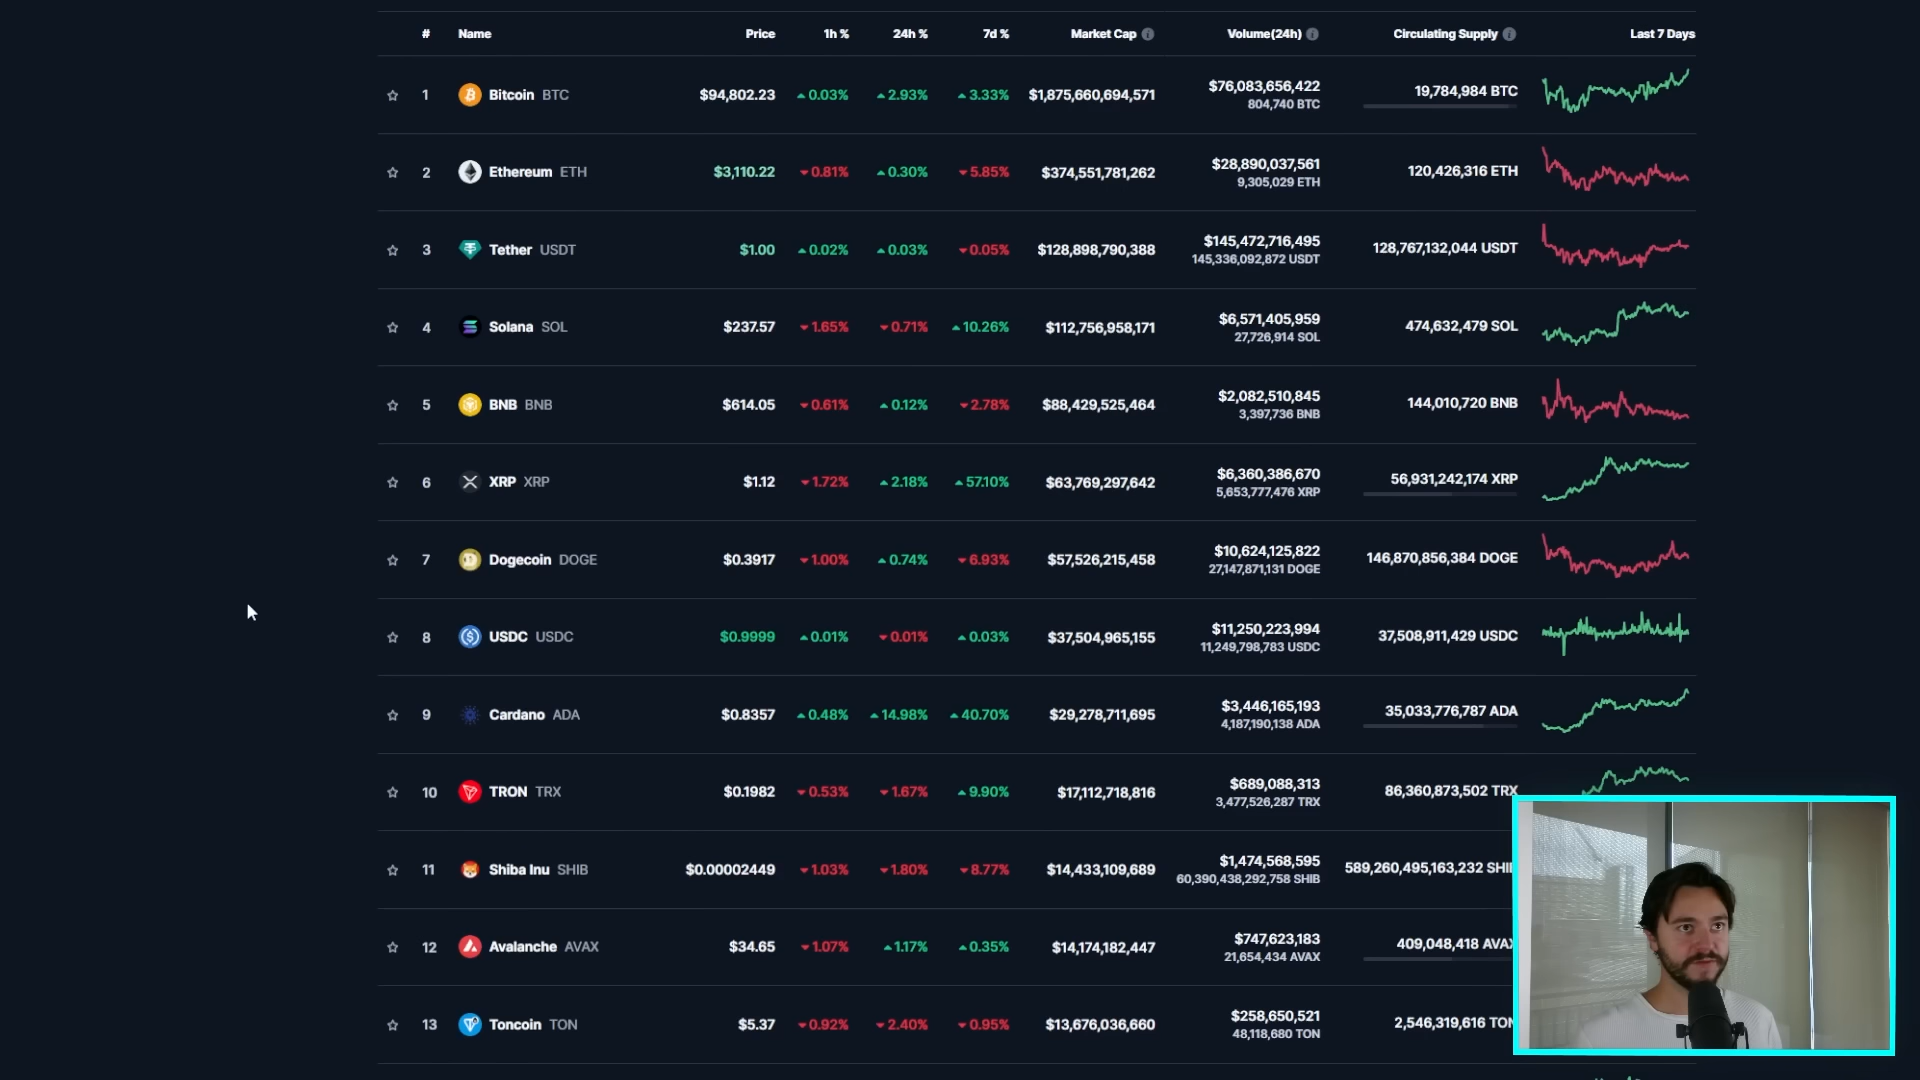 # Name Price 1h % 24h % 7d % Market Cap Volume(24h) Circulating Supply Last 7 Days
1 Bitcoin BTC $94,802.23 0.03% 2.93% 3.33% $1,875,660,694,571 $76,083,656,422 19,784,984 BTC
804,740 BTC
2 Ethereum ETH $3,110.22 0.81% 0.30% 5.85% $374,551,781,262 $28,890,037,561 120,426,316 ETH
9,305,029 ETH
3 Tether USDT $1.00 0.02% 0.03% 0.05% $128,898,790,388 $145,472,716,495 128,767,132,044 USDT
145,336,092,872 USDT
4 Solana SOL $237.57 1.65% 0.71% 10.26% $112,756,958,171 $6,571,405,959 474,632,479 SOL
27,726,914 SOL
5 BNB BNB $614.05 0.61% 0.12% 2.78% $88,429,525,464 $2,082,510,845 144,010,720 BNB
3,397,736 BNB
6 XRP XRP $1.12 1.72% 2.18% 57.10% $63,769,297,642 $6,360,386,670 56,931,242,174 XRP
5,653,777,476 XRP
7 Dogecoin DOGE $0.3917 1.00% 0.74% 6.93% $57,526,215,458 $10,624,125,822 146,870,856,384 DOGE
27,147,871,131 DOGE
8 USDC USDC $0.9999 0.01% 0.01% 0.03% $37,504,965,155 $11,250,223,994 37,508,911,429 USDC
11,249,798,783 USDC
9 Cardano ADA $0.8357 0.48% 14.98% 40.70% $29,278,711,695 $3,446,165,193 35,033,776,787 ADA
4,187,190,138 ADA
10 TRON TRX $0.1982 0.53% 1.67% 9.90% $17,112,718,816 $689,088,313 86,360,873,502 TRX
3,477,526,287 TRX
11 Shiba Inu SHIB $0.00002449 1.03% 1.80% 8.77% $14,433,109,689 $1,474,568,595 589,260,495,163,232 SHI
60,390,438,292,758 SHIB
12 Avalanche AVAX $34.65 1.07% 1.17% 0.35% $14,174,182,447 $747,623,183 409,048,418 AVAX
21,654,434 AVAX
13 Toncoin TON $5.37 0.92% 2.40% 0.95% $13,676,036,660 $258,650,521 2,546,319,616 TON
48,118,680 TON